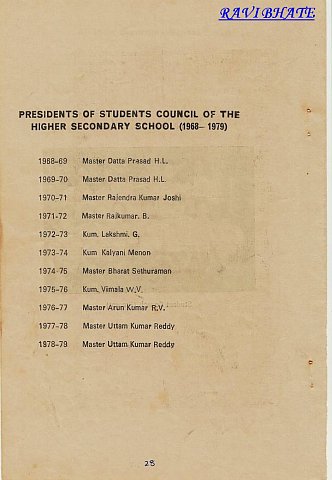 RAVI BHATE
PRESIDENTS OF STUDENTS COUNCIL OF THE
HIGHER SECONDARY SCHOOL (1968–1979)
1968-69 Master Datta Prasad H.L.
1969-70 Master Datta Prasad H.L.
1970-71 Master Rajendra Kumar Joshi
1971-72 Master Rajkumar. B.
1972-73 Kum. Lakshmi. G.
1973-74 Kum Kalyani Menon
1974-75 Master Bharat Sethuraman
1975-76 Kum. Vimala W.V.
1976-77 Master Arun Kumar R.V.
1977-78 Master Uttam Kumar Reddy
1978-79 Master Uttam Kumar Reddy
28